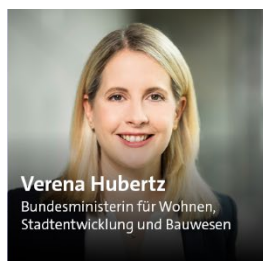 Verena Hubertz
Bundesministerin für Wohnen,
Stadtentwicklung und Bauwesen